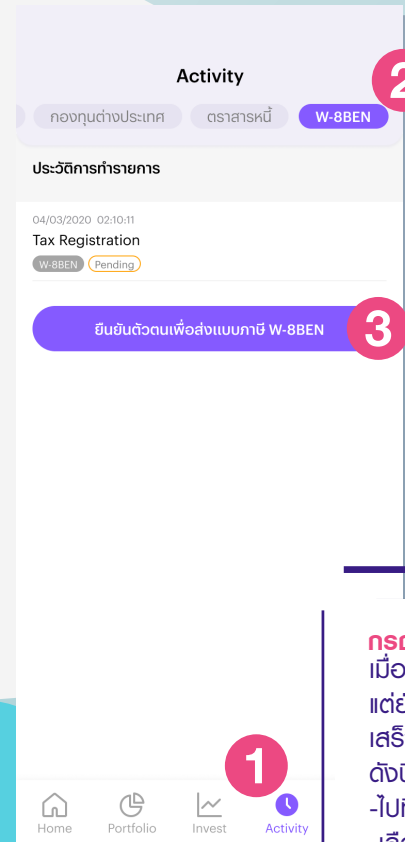 Activity
2
กองทุนต่างประเทศ ตราสารหนี้ W-8BEN
ประวัติการทำรายการ
04/03/2020 02:10:11
Tax Registration
W-8BEN Pending
ยืนยันตัวตนเพื่อส่งแบบภาษี W-8BEN
3
เมื่อ
เสร็
ดังนี้
-ไปที่
1
Home Portfolio Invest Activity